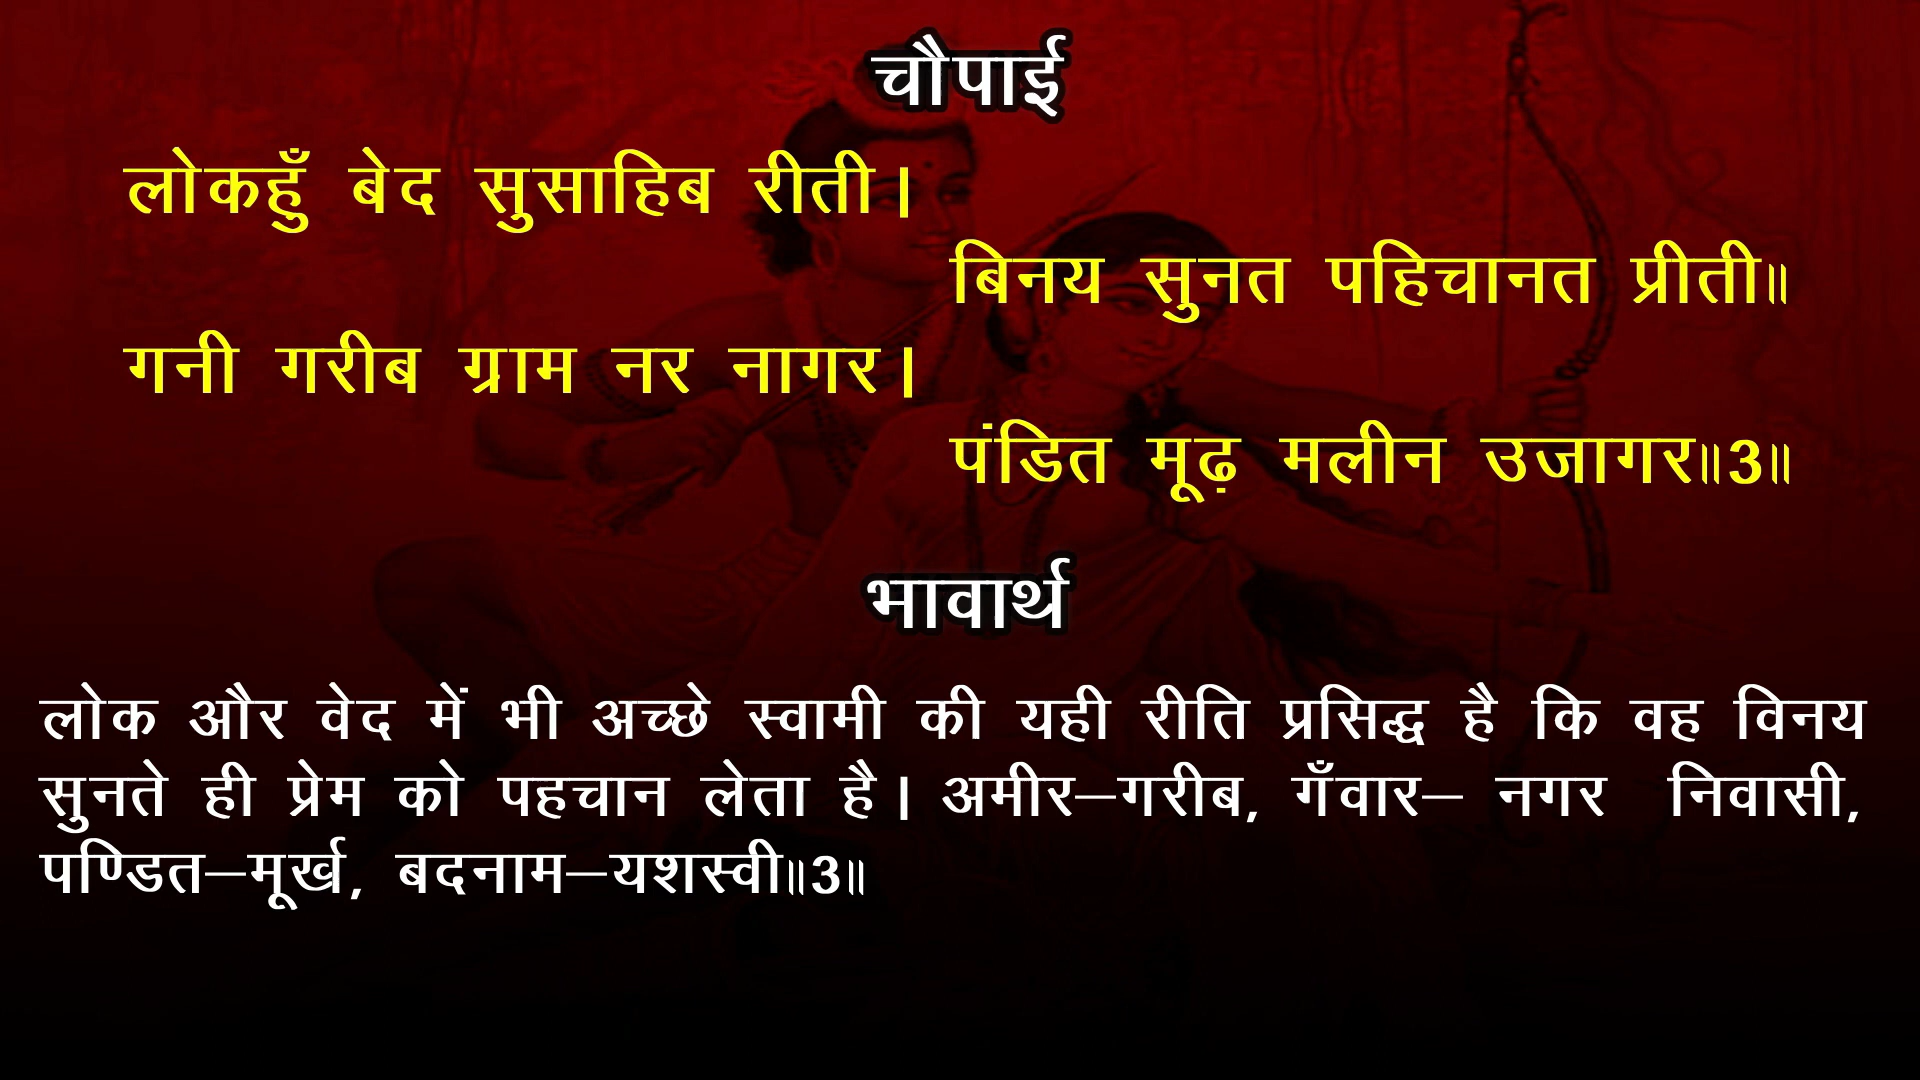 चौपाई
लोकहुँ बेद सुसाहिब रीती।
बिनय सुनत पहिचानत प्रीती॥
गनी गरीब ग्राम नर नागर।
पंडित मूढ़ मलीन उजागर॥3॥
भावार्थ
लोक और वेद में भी अच्छे स्वामी की यही रीति प्रसिद्ध है कि वह विनय
सुनते ही प्रेम को पहचान लेता है। अमीर–गरीब, गँवार– नगर निवासी,
पण्डित–मूर्ख, बदनाम–यशस्वी॥3॥